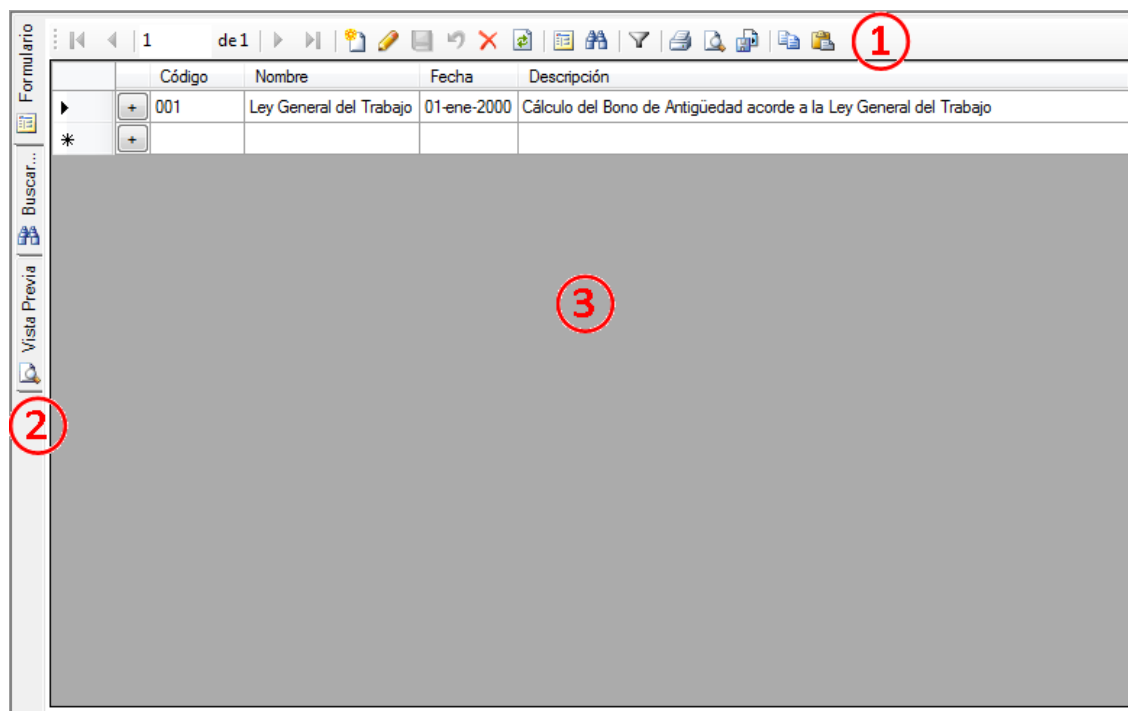 1 de 1
①
Código Nombre Fecha Descripción
+ 001 Ley General del Trabajo 01-ene-2000 Cálculo del Bono de Antigüedad acorde a la Ley General del Trabajo
* +
Formulario
Buscar...
Vista Previa
②
③